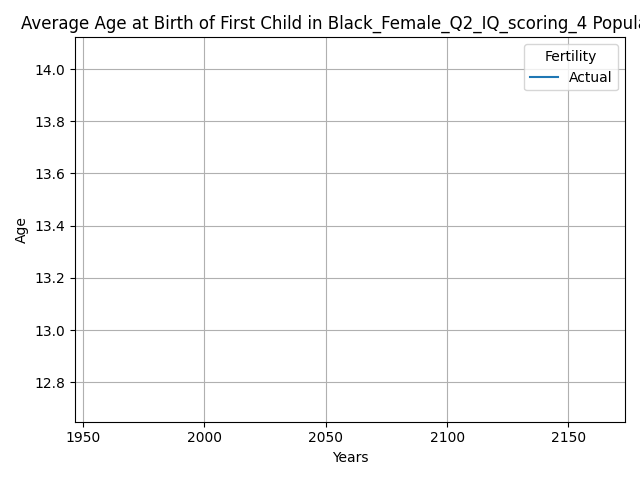 Average Age at Birth of First Child in Black_Female_Q2_IQ_scoring_4 Popula
Fertility
Actual
14.0
13.8
13.6
13.4
13.2
13.0
12.8
Age
1950 2000 2050 2100 2150
Years